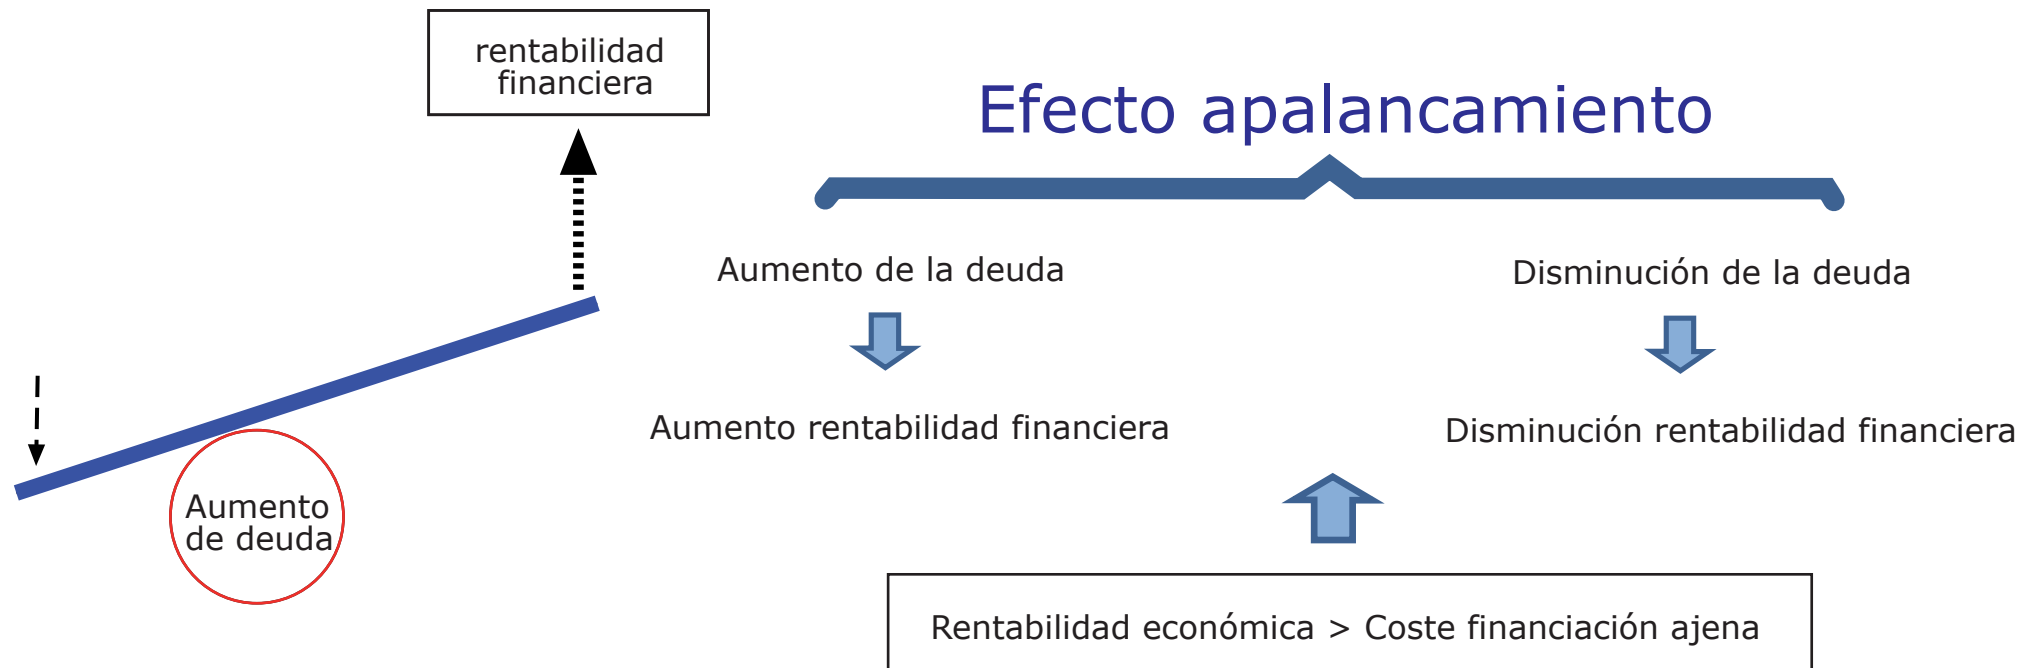 rentabilidad
financiera
Efecto apalancamiento
Aumento de la deuda
Disminución de la deuda
Aumento rentabilidad financiera
Disminución rentabilidad financiera
Aumento
de deuda
Rentabilidad económica > Coste financiación ajena